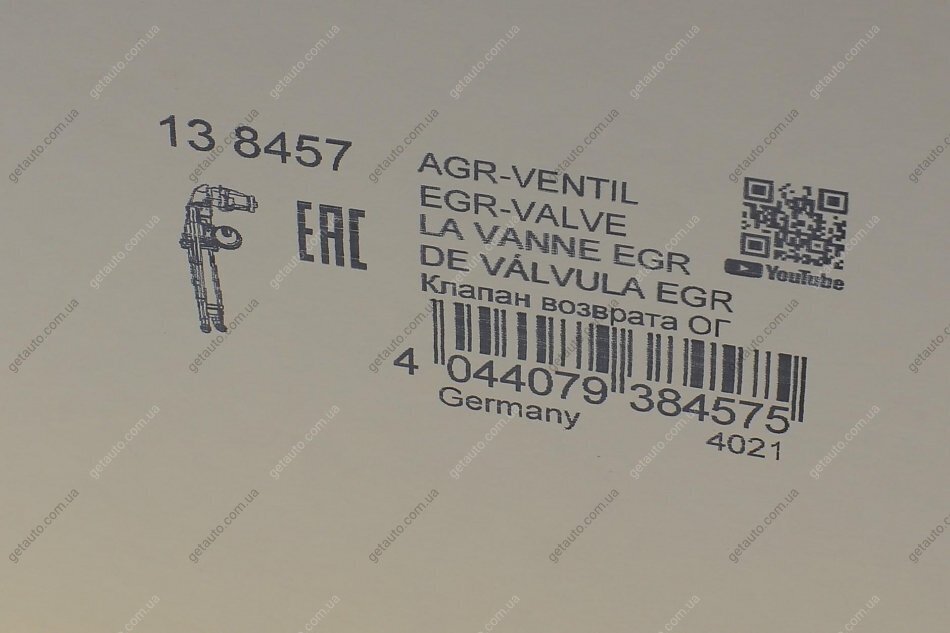 13 8457
EAC
AGR-VENTIL
EGR-VALVE
LA VANNE EGR
DE VÁLVULA EGR
Клапан возврата ОГ
YouTube
4 044079 384575
Germany
4021
getauto.com.ua